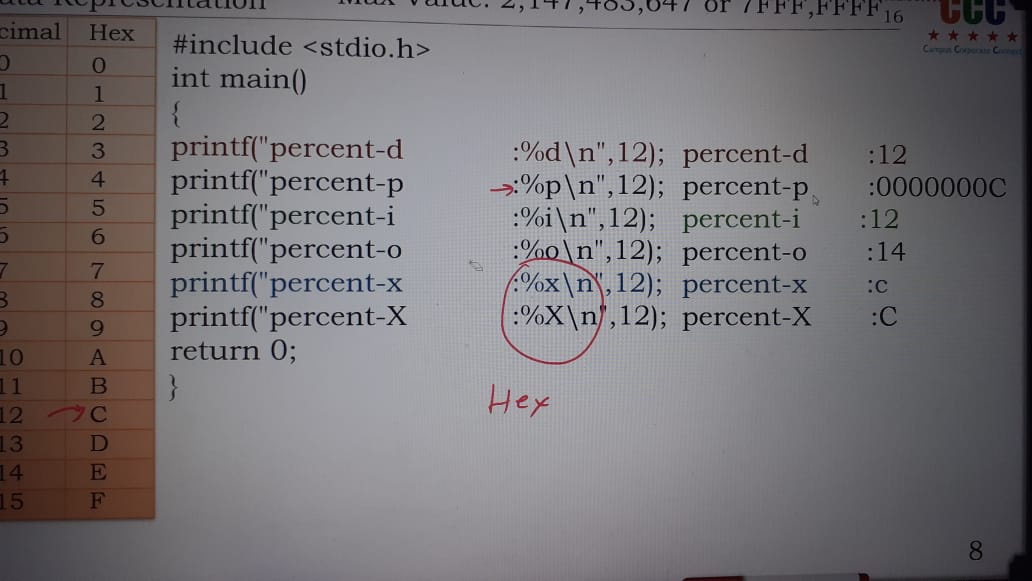 Representation Max Value: 2,147,483,647 or 7FFF,FFFF16
CCC
Campus Corporate Connect
Hex
0 0
1 1
2 2
3 3
4 4
5 5
6 6
7 7
8 8
9 9
10 A
11 B
12 C
13 D
14 E
15 F
#include <stdio.h>
int main()
{
printf("percent-d :%d\n",12); percent-d :12
printf("percent-p :%p\n",12); percent-p :0000000C
printf("percent-i :%i\n",12); percent-i :12
printf("percent-o :%o\n",12); percent-o :14
printf("percent-x :%x\n",12); percent-x :c
printf("percent-X :%X\n",12); percent-X :C
return 0;
}
Hex
8